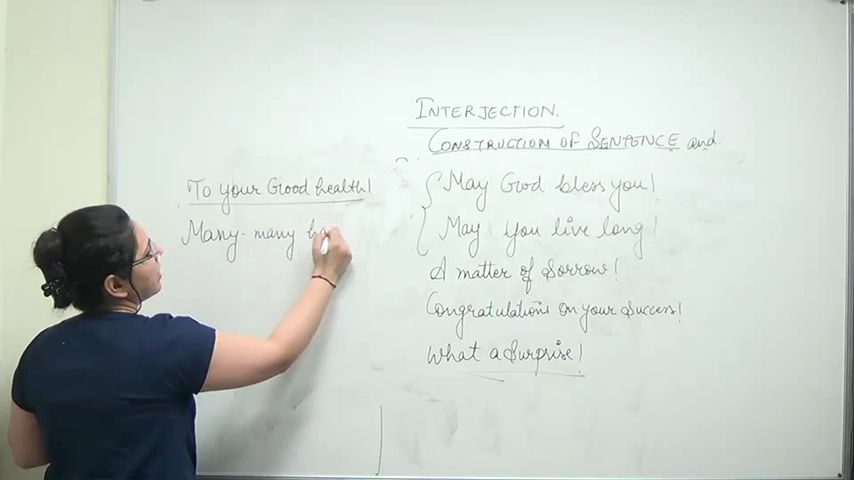 INTERJECTION.
CONSTRUCTION OF SENTENCE and
May God bless you!
May you live long!
A matter of Sorrow!
Congratulations on your Success!
What a Surprise!
To your Good health!
Many-many ha